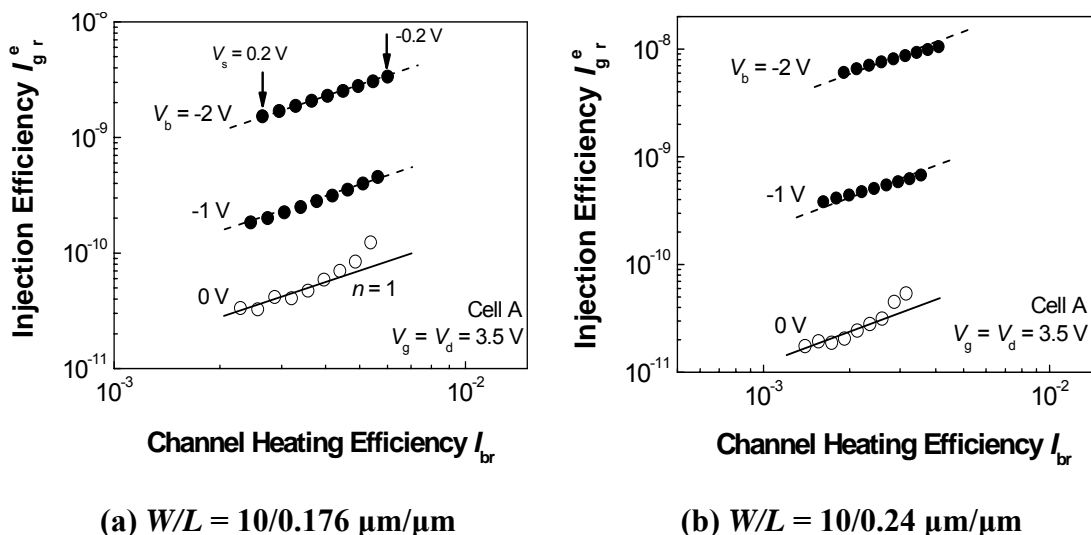 10⁻⁸
10⁻⁹
10⁻¹⁰
10⁻¹¹
Injection Efficiency I_g r^e
V_s = 0.2 V
-0.2 V
V_b = -2 V
-1 V
0 V
n = 1
Cell A
V_g = V_d = 3.5 V
10⁻³
10⁻²
Channel Heating Efficiency I_br
(a) W/L = 10/0.176 µm/µm
10⁻⁸
10⁻⁹
10⁻¹⁰
10⁻¹¹
Injection Efficiency I_g r^e
V_b = -2 V
-1 V
0 V
Cell A
V_g = V_d = 3.5 V
10⁻³
10⁻²
Channel Heating Efficiency I_br
(b) W/L = 10/0.24 µm/µm